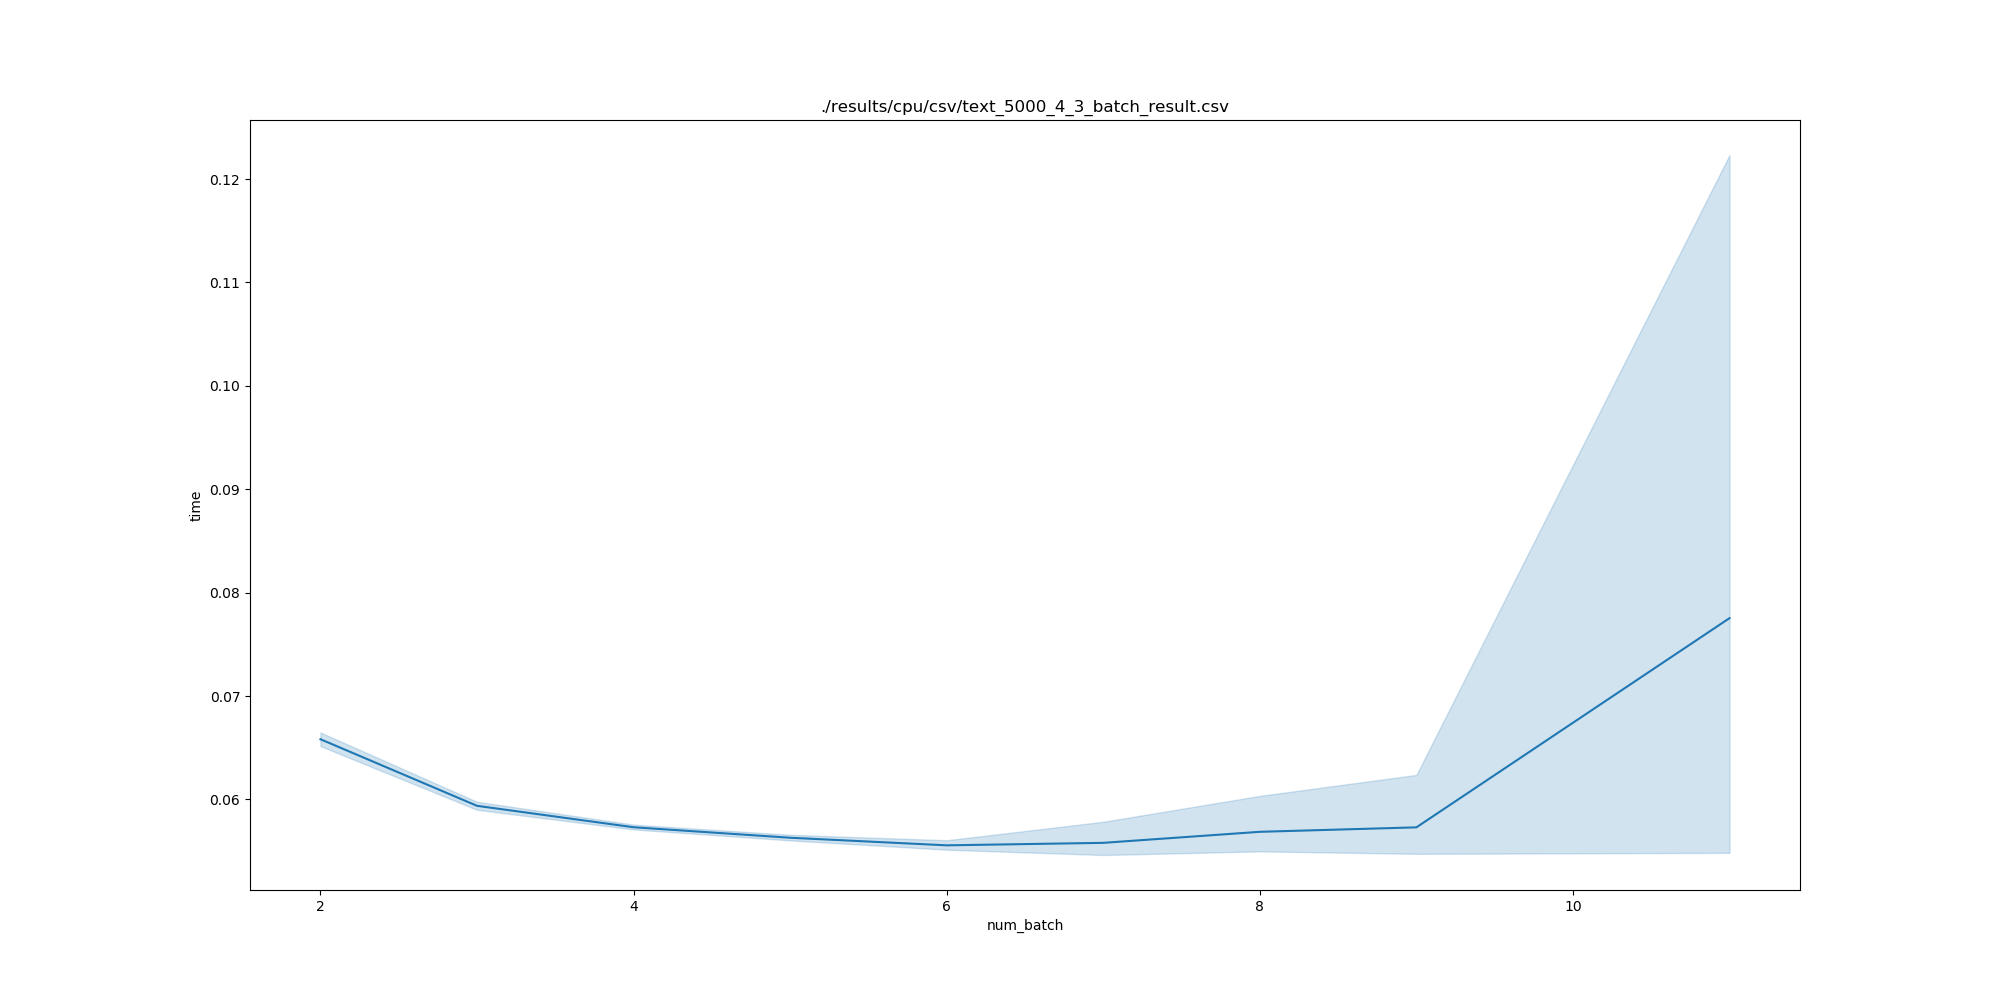 ./results/cpu/csv/text_5000_4_3_batch_result.csv
0.12
0.11
0.10
0.09
0.08
0.07
0.06
time
2 4 6 8 10
num_batch